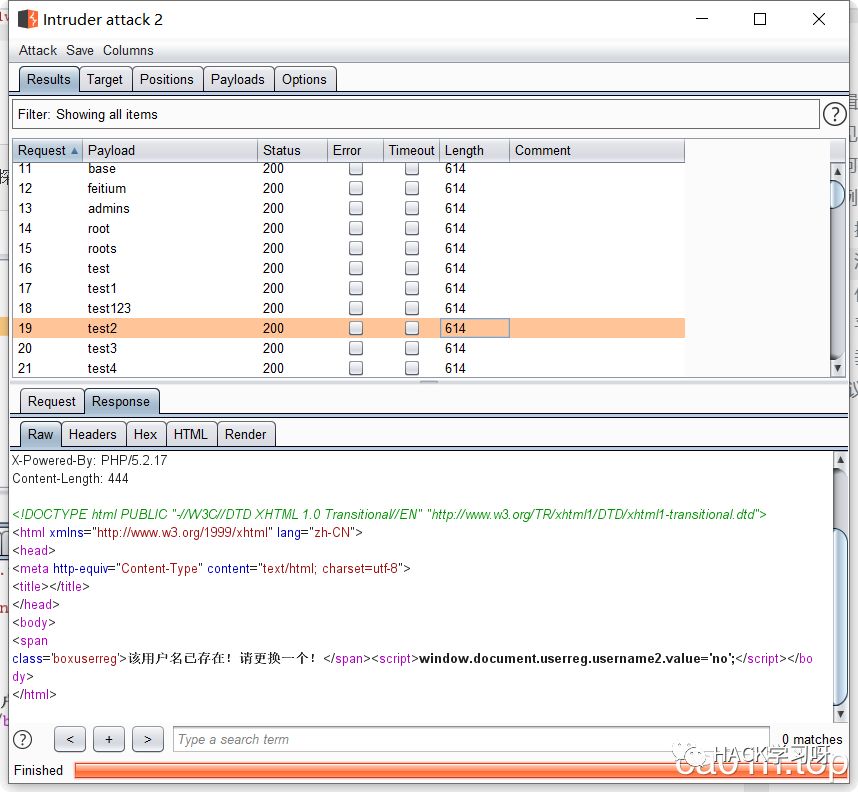 Intruder attack 2
Attack Save Columns
Results Target Positions Payloads Options
Filter: Showing all items
?
Request Payload Status Error Timeout Length Comment
11 base 200 614
12 feitium 200 614
13 admins 200 614
14 root 200 614
15 roots 200 614
16 test 200 614
17 test1 200 614
18 test123 200 614
19 test2 200 614
20 test3 200 614
21 test4 200 614
Request Response
Raw Headers Hex HTML Render
X-Powered-By: PHP/5.2.17
Content-Length: 444
<!DOCTYPE html PUBLIC "-//W3C//DTD XHTML 1.0 Transitional//EN" "http://www.w3.org/TR/xhtml1/DTD/xhtml1-transitional.dtd">
<html xmlns="http://www.w3.org/1999/xhtml" lang="zh-CN">
<head>
<meta http-equiv="Content-Type" content="text/html; charset=utf-8">
<title></title>
</head>
<body>
<span
class='boxuserreg'>该用户名已存在！请更换一个！</span><script>window.document.userreg.username2.value='no';</script></bo
dy>
</html>
? < + > Type a search term 0 matches
HACK学习呀
Finished
cao1n.top